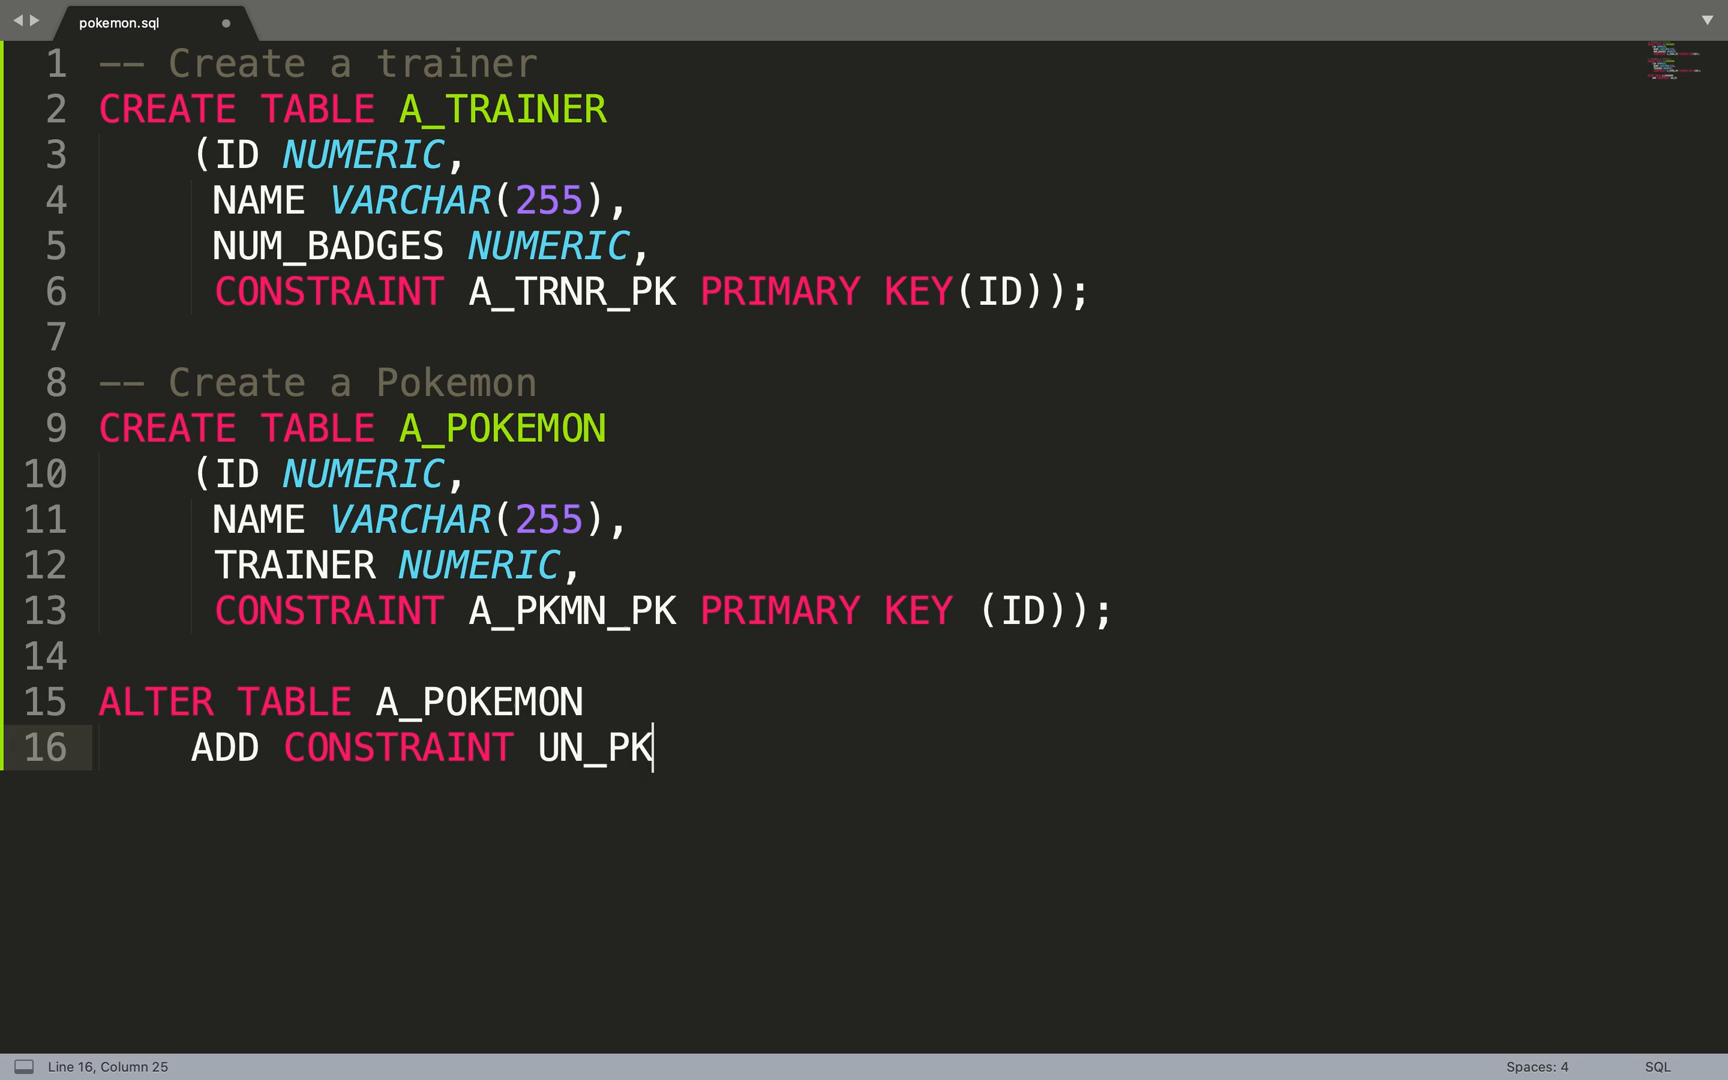 pokemon.sql
1 -- Create a trainer
2 CREATE TABLE A_TRAINER
3 (ID NUMERIC,
4 NAME VARCHAR(255),
5 NUM_BADGES NUMERIC,
6 CONSTRAINT A_TRNR_PK PRIMARY KEY(ID));
7
8 -- Create a Pokemon
9 CREATE TABLE A_POKEMON
10 (ID NUMERIC,
11 NAME VARCHAR(255),
12 TRAINER NUMERIC,
13 CONSTRAINT A_PKMN_PK PRIMARY KEY (ID));
14
15 ALTER TABLE A_POKEMON
16 ADD CONSTRAINT UN_PK
Line 16, Column 25 Spaces: 4 SQL